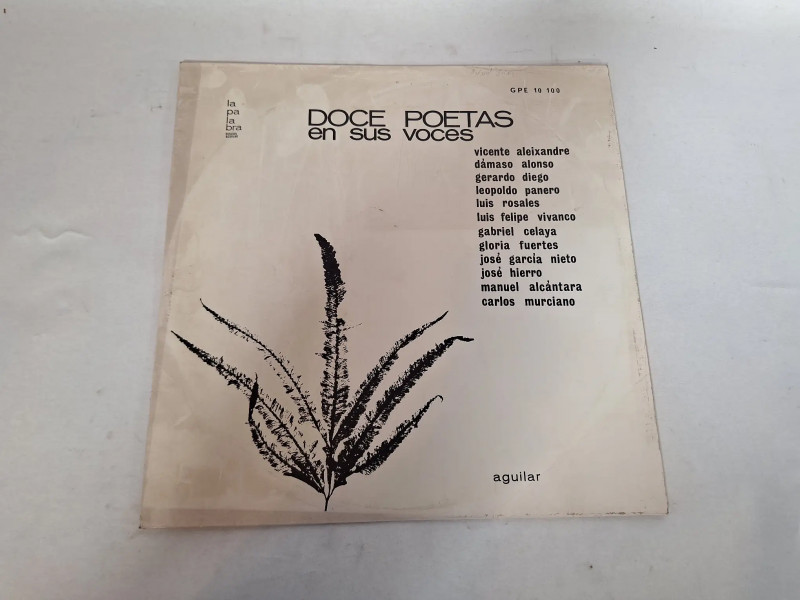 GPE 10 100
la
pa
la
bra
DOCE POETAS
en sus voces
vicente aleixandre
dámaso alonso
gerardo diego
leopoldo panero
luis rosales
luis felipe vivanco
gabriel celaya
gloria fuertes
josé garcía nieto
josé hierro
manuel alcántara
carlos murciano
aguilar